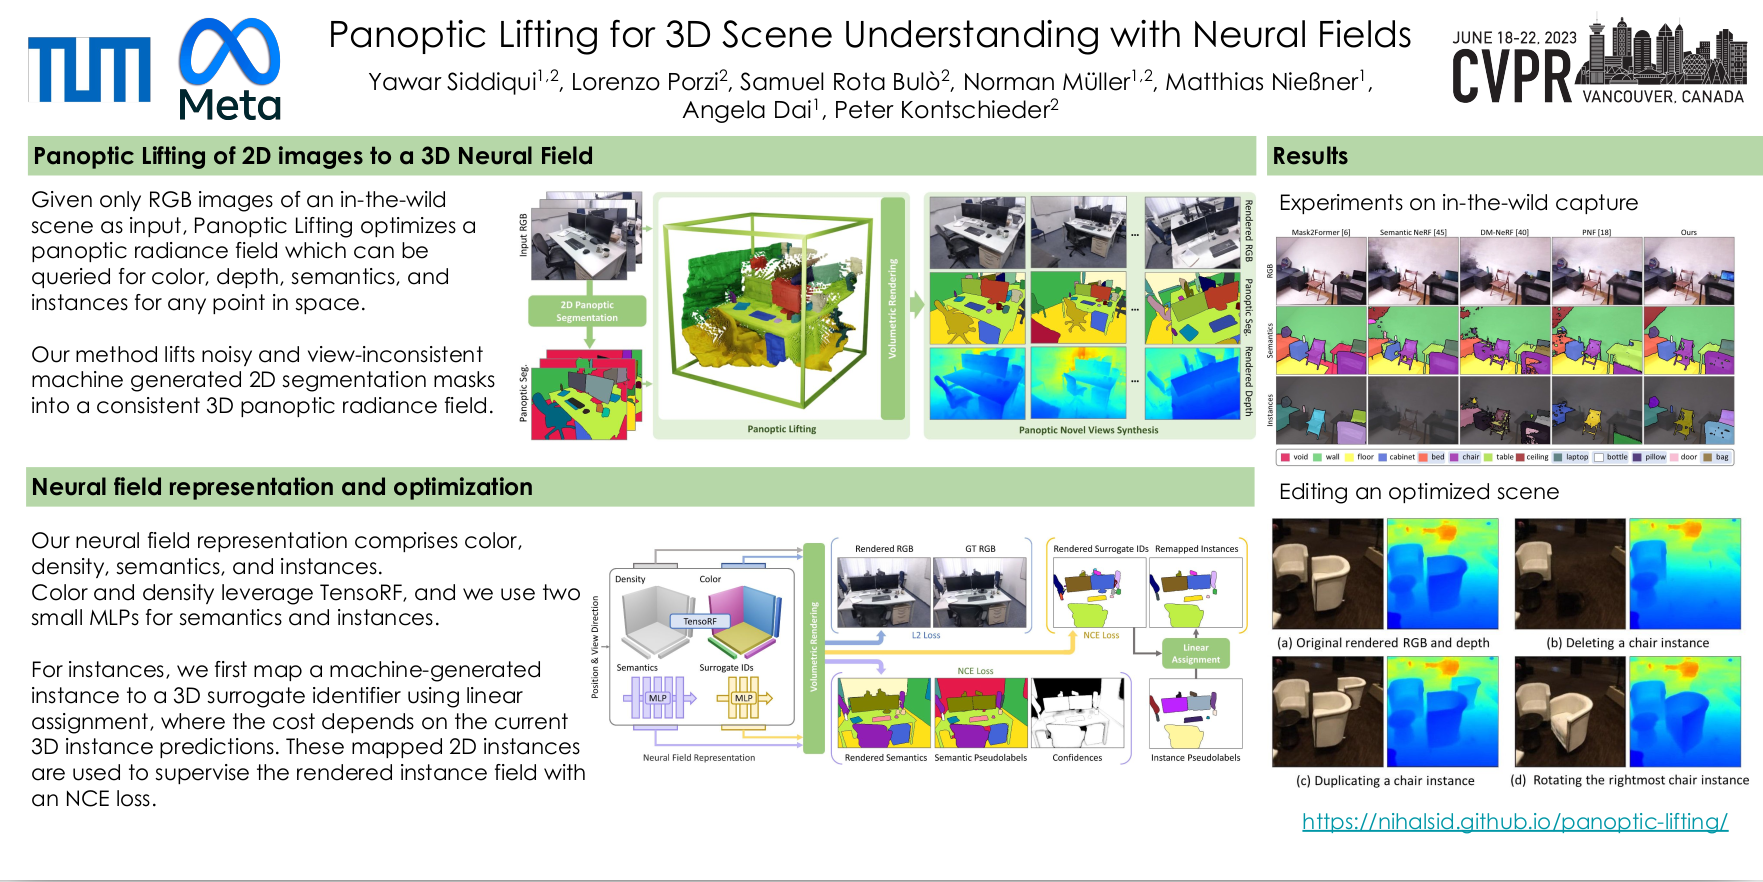 TUM
Meta
Panoptic Lifting for 3D Scene Understanding with Neural Fields
Yawar Siddiqui1,2, Lorenzo Porzi2, Samuel Rota Bulò2, Norman Müller1,2, Matthias Nießner1,
Angela Dai1, Peter Kontschieder2
JUNE 18-22, 2023
CVPR
VANCOUVER, CANADA
Panoptic Lifting of 2D images to a 3D Neural Field
Given only RGB images of an in-the-wild
scene as input, Panoptic Lifting optimizes a
panoptic radiance field which can be
queried for color, depth, semantics, and
instances for any point in space.
Our method lifts noisy and view-inconsistent
machine generated 2D segmentation masks
into a consistent 3D panoptic radiance field.
Input RGB
2D Panoptic
Segmentation
Panoptic Seg.
Volumetric Rendering
Panoptic Lifting
...
Rendered RGB
...
Panoptic Seg.
...
Rendered Depth
Panoptic Novel Views Synthesis
Neural field representation and optimization
Our neural field representation comprises color,
density, semantics, and instances.
Color and density leverage TensoRF, and we use two
small MLPs for semantics and instances.
For instances, we first map a machine-generated
instance to a 3D surrogate identifier using linear
assignment, where the cost depends on the current
3D instance predictions. These mapped 2D instances
are used to supervise the rendered instance field with
an NCE loss.
Position & View Direction
Density
Color
TensoRF
Semantics
Surrogate IDs
MLP
MLP
Neural Field Representation
Volumetric Rendering
Rendered RGB
GT RGB
L2 Loss
Rendered Surrogate IDs
Remapped Instances
NCE Loss
Linear
Assignment
NCE Loss
Rendered Semantics
Semantic Pseudolabels
Confidences
Instance Pseudolabels
Results
Experiments on in-the-wild capture
Mask2Former [6]
Semantic NeRF [45]
DM-NeRF [40]
PNF [18]
Ours
RGB
Semantics
Instances
void wall floor cabinet bed chair table ceiling laptop bottle pillow door bag
Editing an optimized scene
(a) Original rendered RGB and depth
(b) Deleting a chair instance
(c) Duplicating a chair instance
(d) Rotating the rightmost chair instance
https://nihalsid.github.io/panoptic-lifting/